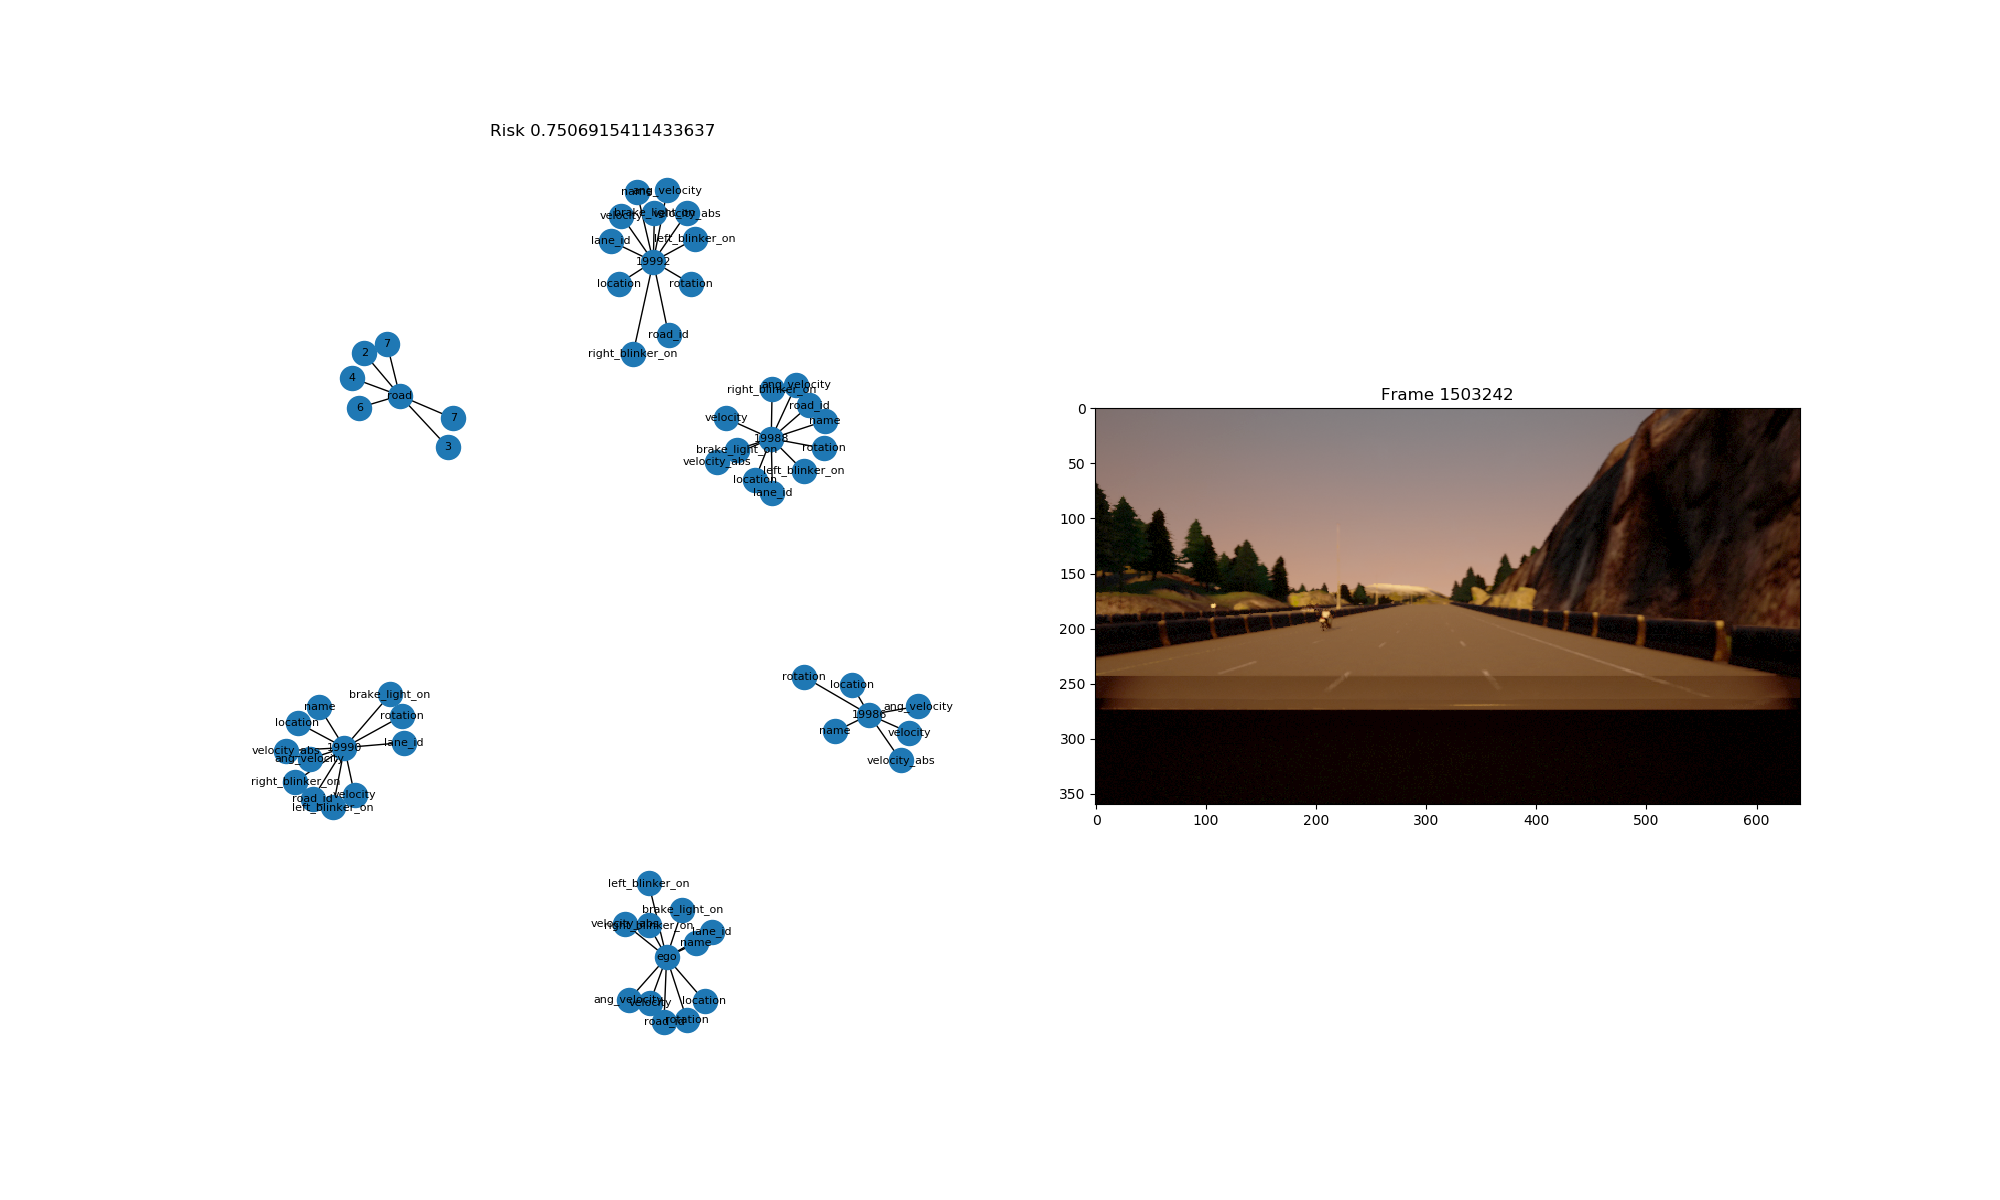 Risk 0.7506915411433637
name
ang_velocity
velocity
brake_light_on
velocity_abs
lane_id
left_blinker_on
19992
location
rotation
road_id
right_blinker_on
7
2
4
road
6
7
3
ang_velocity
right_blinker_on
road_id
velocity
name
19988
brake_light_on
rotation
velocity_abs
left_blinker_on
location
lane_id
rotation
location
ang_velocity
19986
name
velocity
velocity_abs
brake_light_on
name
rotation
location
lane_id
19990
velocity_abs
ang_velocity
right_blinker_on
velocity
road_id
left_blinker_on
left_blinker_on
brake_light_on
velocity_abs
right_blinker_on
lane_id
name
ego
ang_velocity
velocity
location
road_id
rotation
Frame 1503242
0
50
100
150
200
250
300
350
0
100
200
300
400
500
600